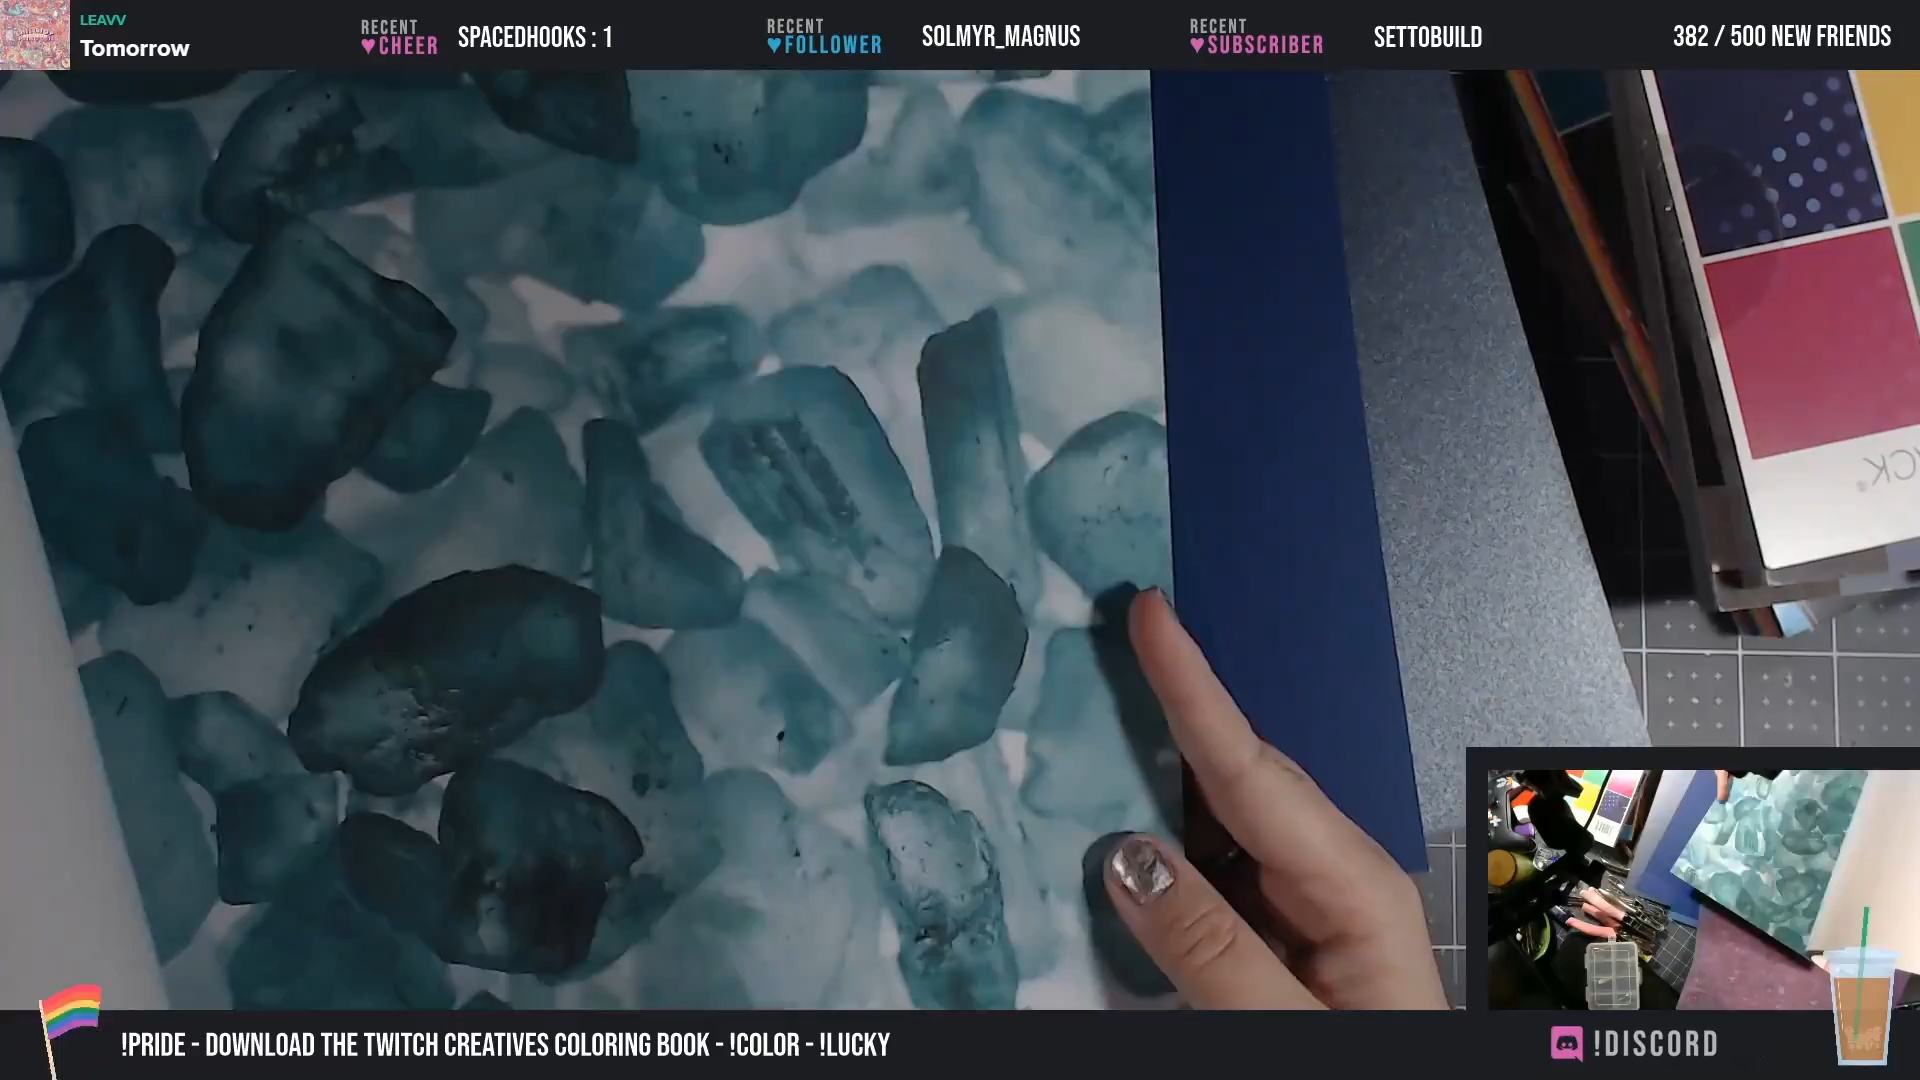 LEAVV
Tomorrow
RECENT
♥CHEER
SPACEDHOOKS : 1
RECENT
♥FOLLOWER
SOLMYR_MAGNUS
RECENT
♥SUBSCRIBER
SETTOBUILD
382 / 500 NEW FRIENDS
!PRIDE - DOWNLOAD THE TWITCH CREATIVES COLORING BOOK - !COLOR - !LUCKY
!DISCORD